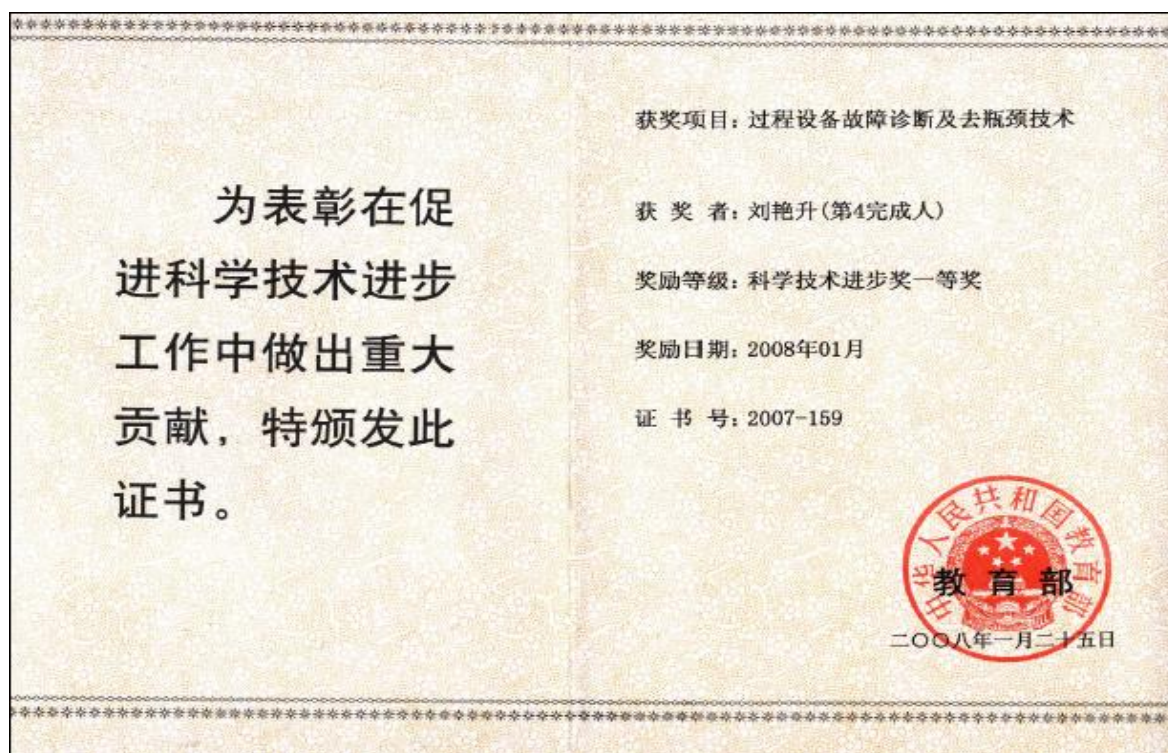 为表彰在促
进科学技术进步
工作中做出重大
贡献，特颁发此
证书。
获奖项目：过程设备故障诊断及去瓶颈技术
获 奖 者：刘艳升(第4完成人)
奖励等级：科学技术进步奖一等奖
奖励日期：2008年01月
证 书 号：2007-159
中华人民共和国教育部
教 育 部
二〇〇八年一月二十五日